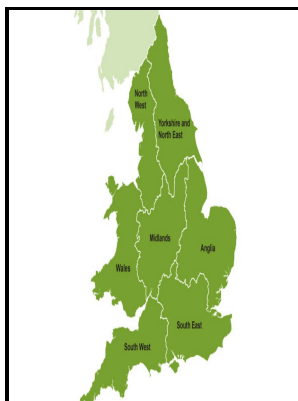 North
West
Yorkshire and
North East
Midlands
Anglia
Wales
South East
South West